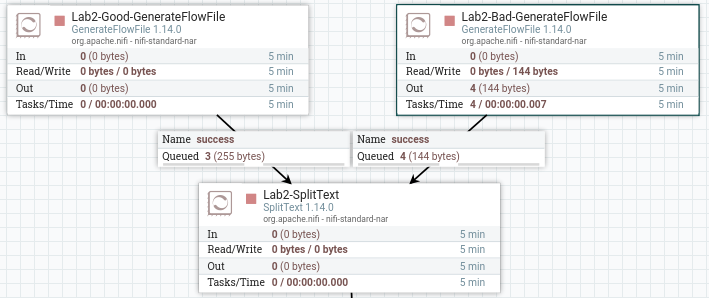 Lab2-Good-GenerateFlowFile
GenerateFlowFile 1.14.0
org.apache.nifi - nifi-standard-nar
In 0 (0 bytes) 5 min
Read/Write 0 bytes / 0 bytes 5 min
Out 0 (0 bytes) 5 min
Tasks/Time 0 / 00:00:00.000 5 min
Lab2-Bad-GenerateFlowFile
GenerateFlowFile 1.14.0
org.apache.nifi - nifi-standard-nar
In 0 (0 bytes) 5 min
Read/Write 0 bytes / 144 bytes 5 min
Out 4 (144 bytes) 5 min
Tasks/Time 4 / 00:00:00.007 5 min
Name success
Queued 3 (255 bytes)
Name success
Queued 4 (144 bytes)
Lab2-SplitText
SplitText 1.14.0
org.apache.nifi - nifi-standard-nar
In 0 (0 bytes) 5 min
Read/Write 0 bytes / 0 bytes 5 min
Out 0 (0 bytes) 5 min
Tasks/Time 0 / 00:00:00.000 5 min